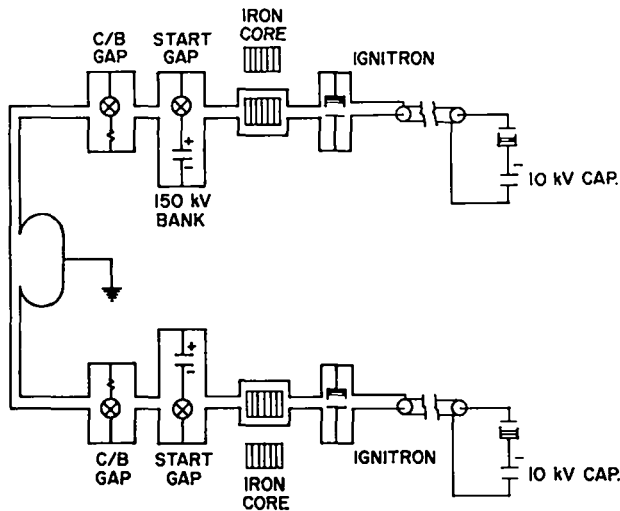 IRON
CORE
C/B
GAP
START
GAP
IGNITRON
+
-
150 kV
BANK
-
10 kV CAP.
+
-
C/B
GAP
START
GAP
IRON
CORE
IGNITRON
-
10 kV CAP.